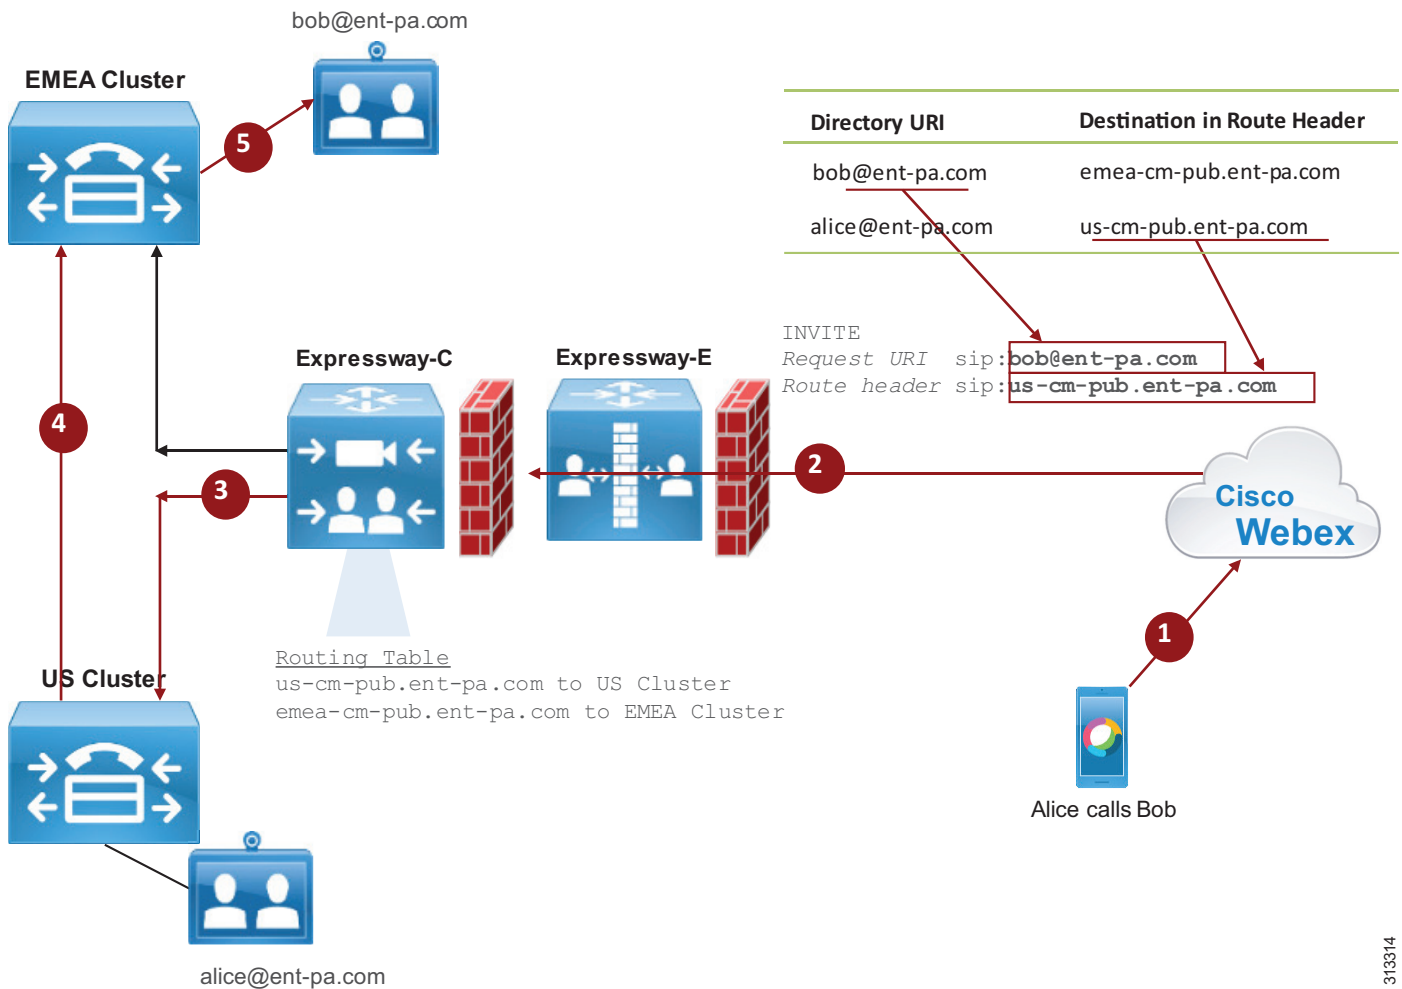 bob@ent-pa.com
EMEA Cluster
5
Directory URI Destination in Route Header
bob@ent-pa.com emea-cm-pub.ent-pa.com
alice@ent-pa.com us-cm-pub.ent-pa.com
INVITE
Request URI sip:bob@ent-pa.com
Route header sip:us-cm-pub.ent-pa.com
Expressway-C
Expressway-E
4
3
2
Cisco
Webex
1
Routing Table
us-cm-pub.ent-pa.com to US Cluster
emea-cm-pub.ent-pa.com to EMEA Cluster
US Cluster
Alice calls Bob
alice@ent-pa.com
313314